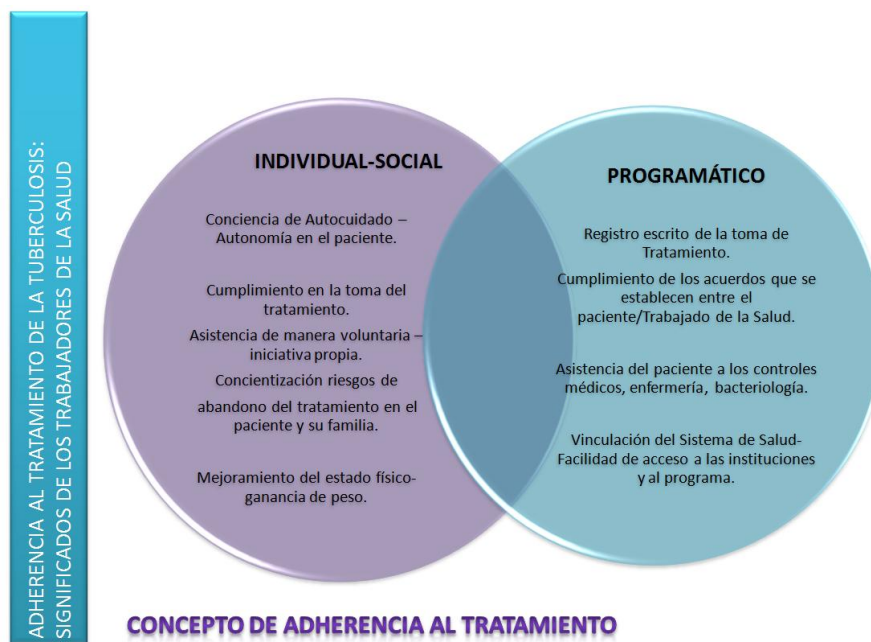 ADHERENCIA AL TRATAMIENTO DE LA TUBERCULOSIS:
SIGNIFICADOS DE LOS TRABAJADORES DE LA SALUD
INDIVIDUAL-SOCIAL
Conciencia de Autocuidado –
Autonomía en el paciente.
Cumplimiento en la toma del
tratamiento.
Asistencia de manera voluntaria –
iniciativa propia.
Concientización riesgos de
abandono del tratamiento en el
paciente y su familia.
Mejoramiento del estado físico-
ganancia de peso.
PROGRAMÁTICO
Registro escrito de la toma de
Tratamiento.
Cumplimiento de los acuerdos que se
establecen entre el
paciente/Trabajado de la Salud.
Asistencia del paciente a los controles
médicos, enfermería, bacteriología.
Vinculación del Sistema de Salud-
Facilidad de acceso a las instituciones
y al programa.
CONCEPTO DE ADHERENCIA AL TRATAMIENTO